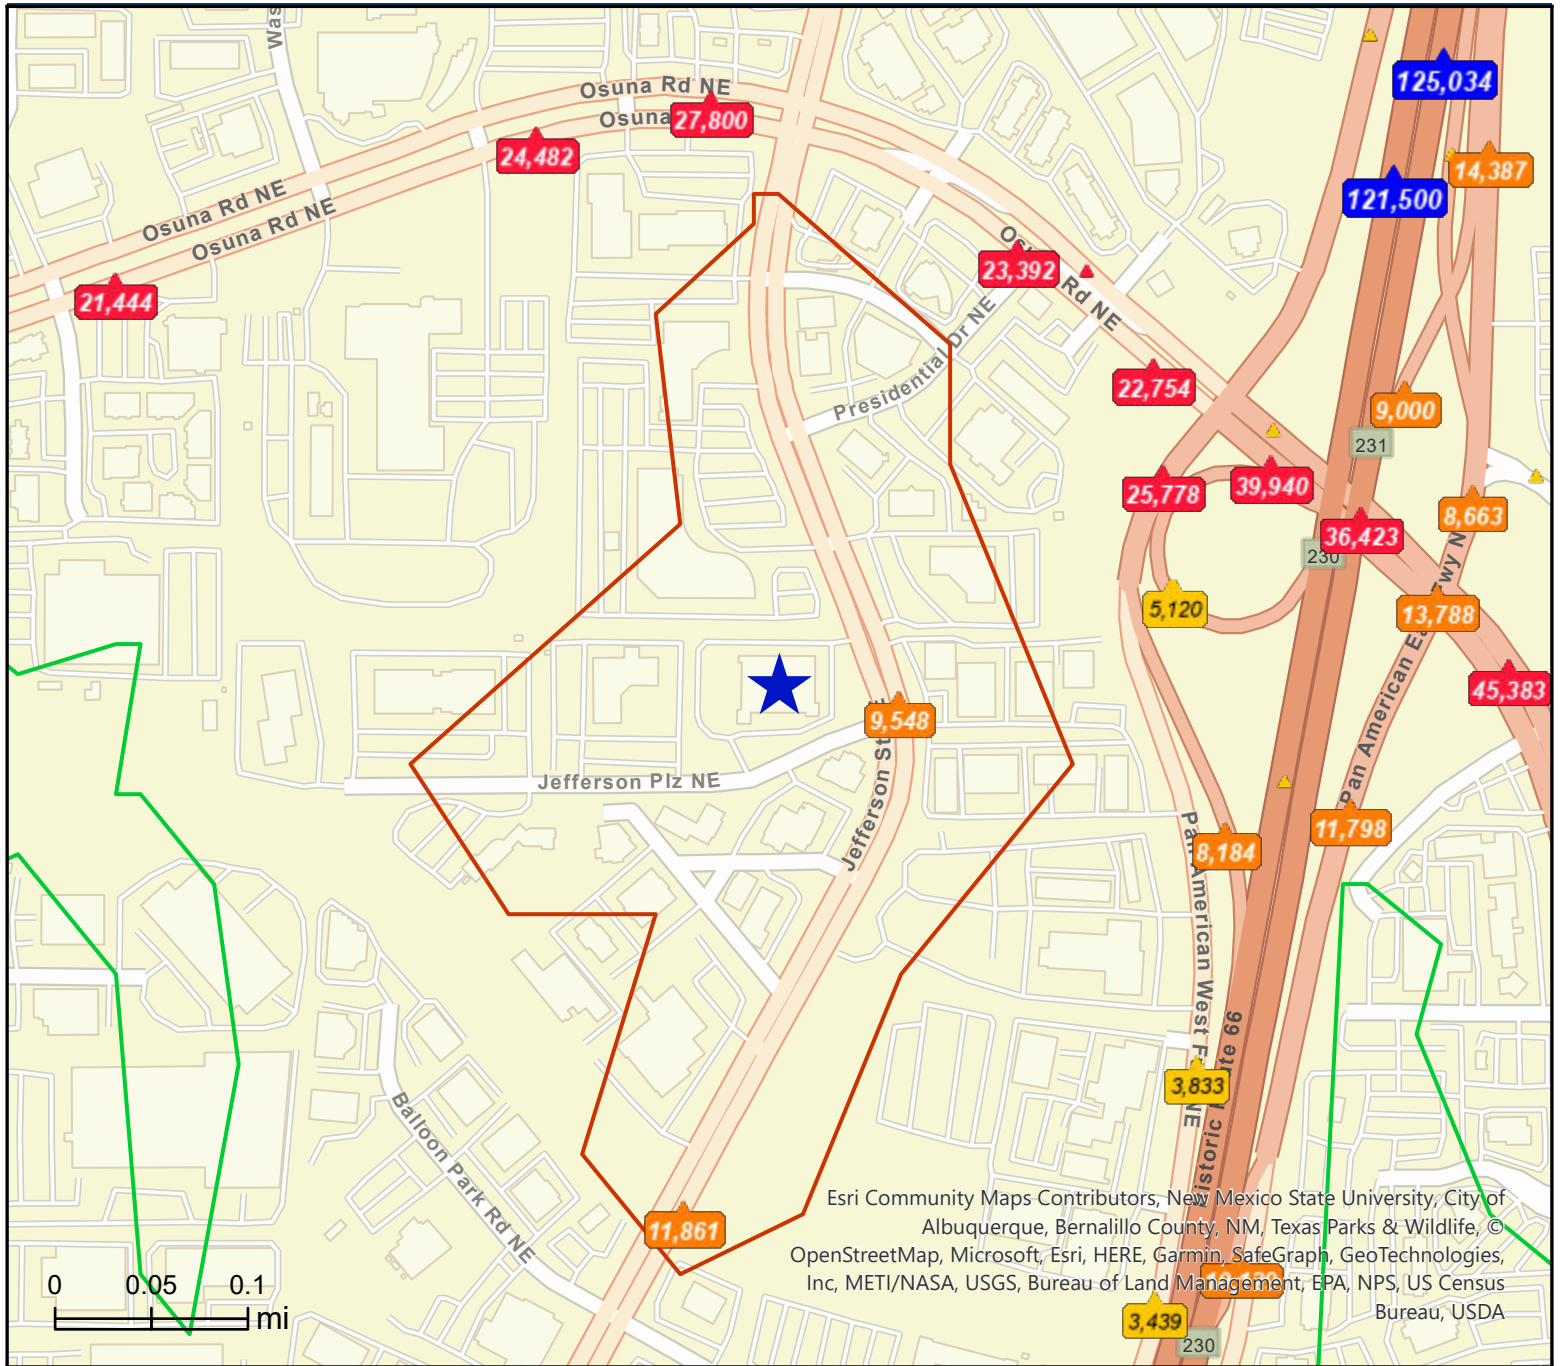 Was
125,034
Osuna Rd NE
Osuna
27,800
24,482
14,387
121,500
Osuna Rd NE
Osuna Rd NE
23,392
Rd NE
21,444
Presidential Dr NE
22,754
9,000
231
25,778
39,940
8,663
36,423
230
5,120
13,788
45,383
9,548
Jefferson St
Jefferson Plz NE
Pan American
11,798
8,184
Pan American West F
NE
3,833
Balloon Park Rd NE
11,861
Esri Community Maps Contributors, New Mexico State University, City of
Albuquerque, Bernalillo County, NM, Texas Parks & Wildlife, ©
OpenStreetMap, Microsoft, Esri, HERE, Garmin, SafeGraph, GeoTechnologies,
Inc, METI/NASA, USGS, Bureau of Land Management, EPA, NPS, US Census
Bureau, USDA
0 0.05 0.1
mi
3,439
230